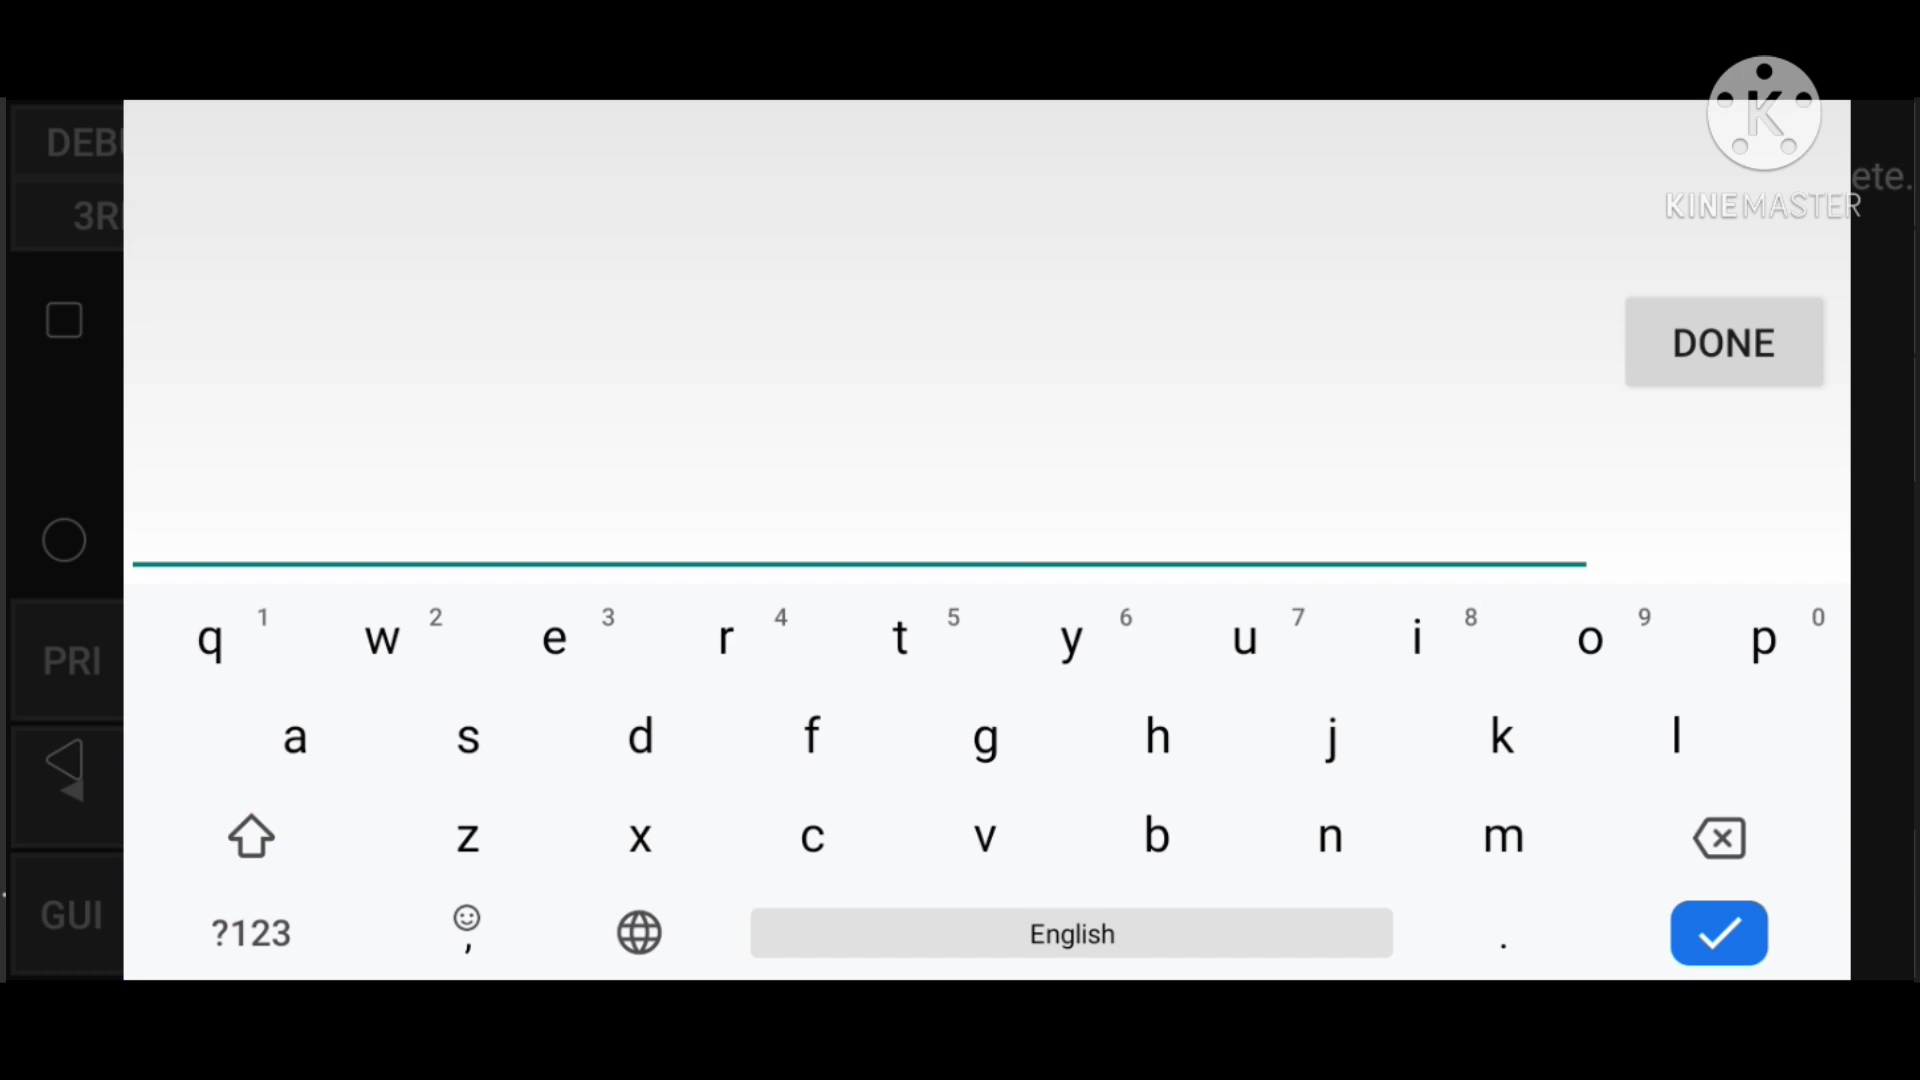 DEB
3R
K
KINEMASTER
ete.
DONE
q 1 w 2 e 3 r 4 t 5 y 6 u 7 i 8 o 9 p 0
PRI
a s d f g h j k l
z x c v b n m
GUI
?123 , English .